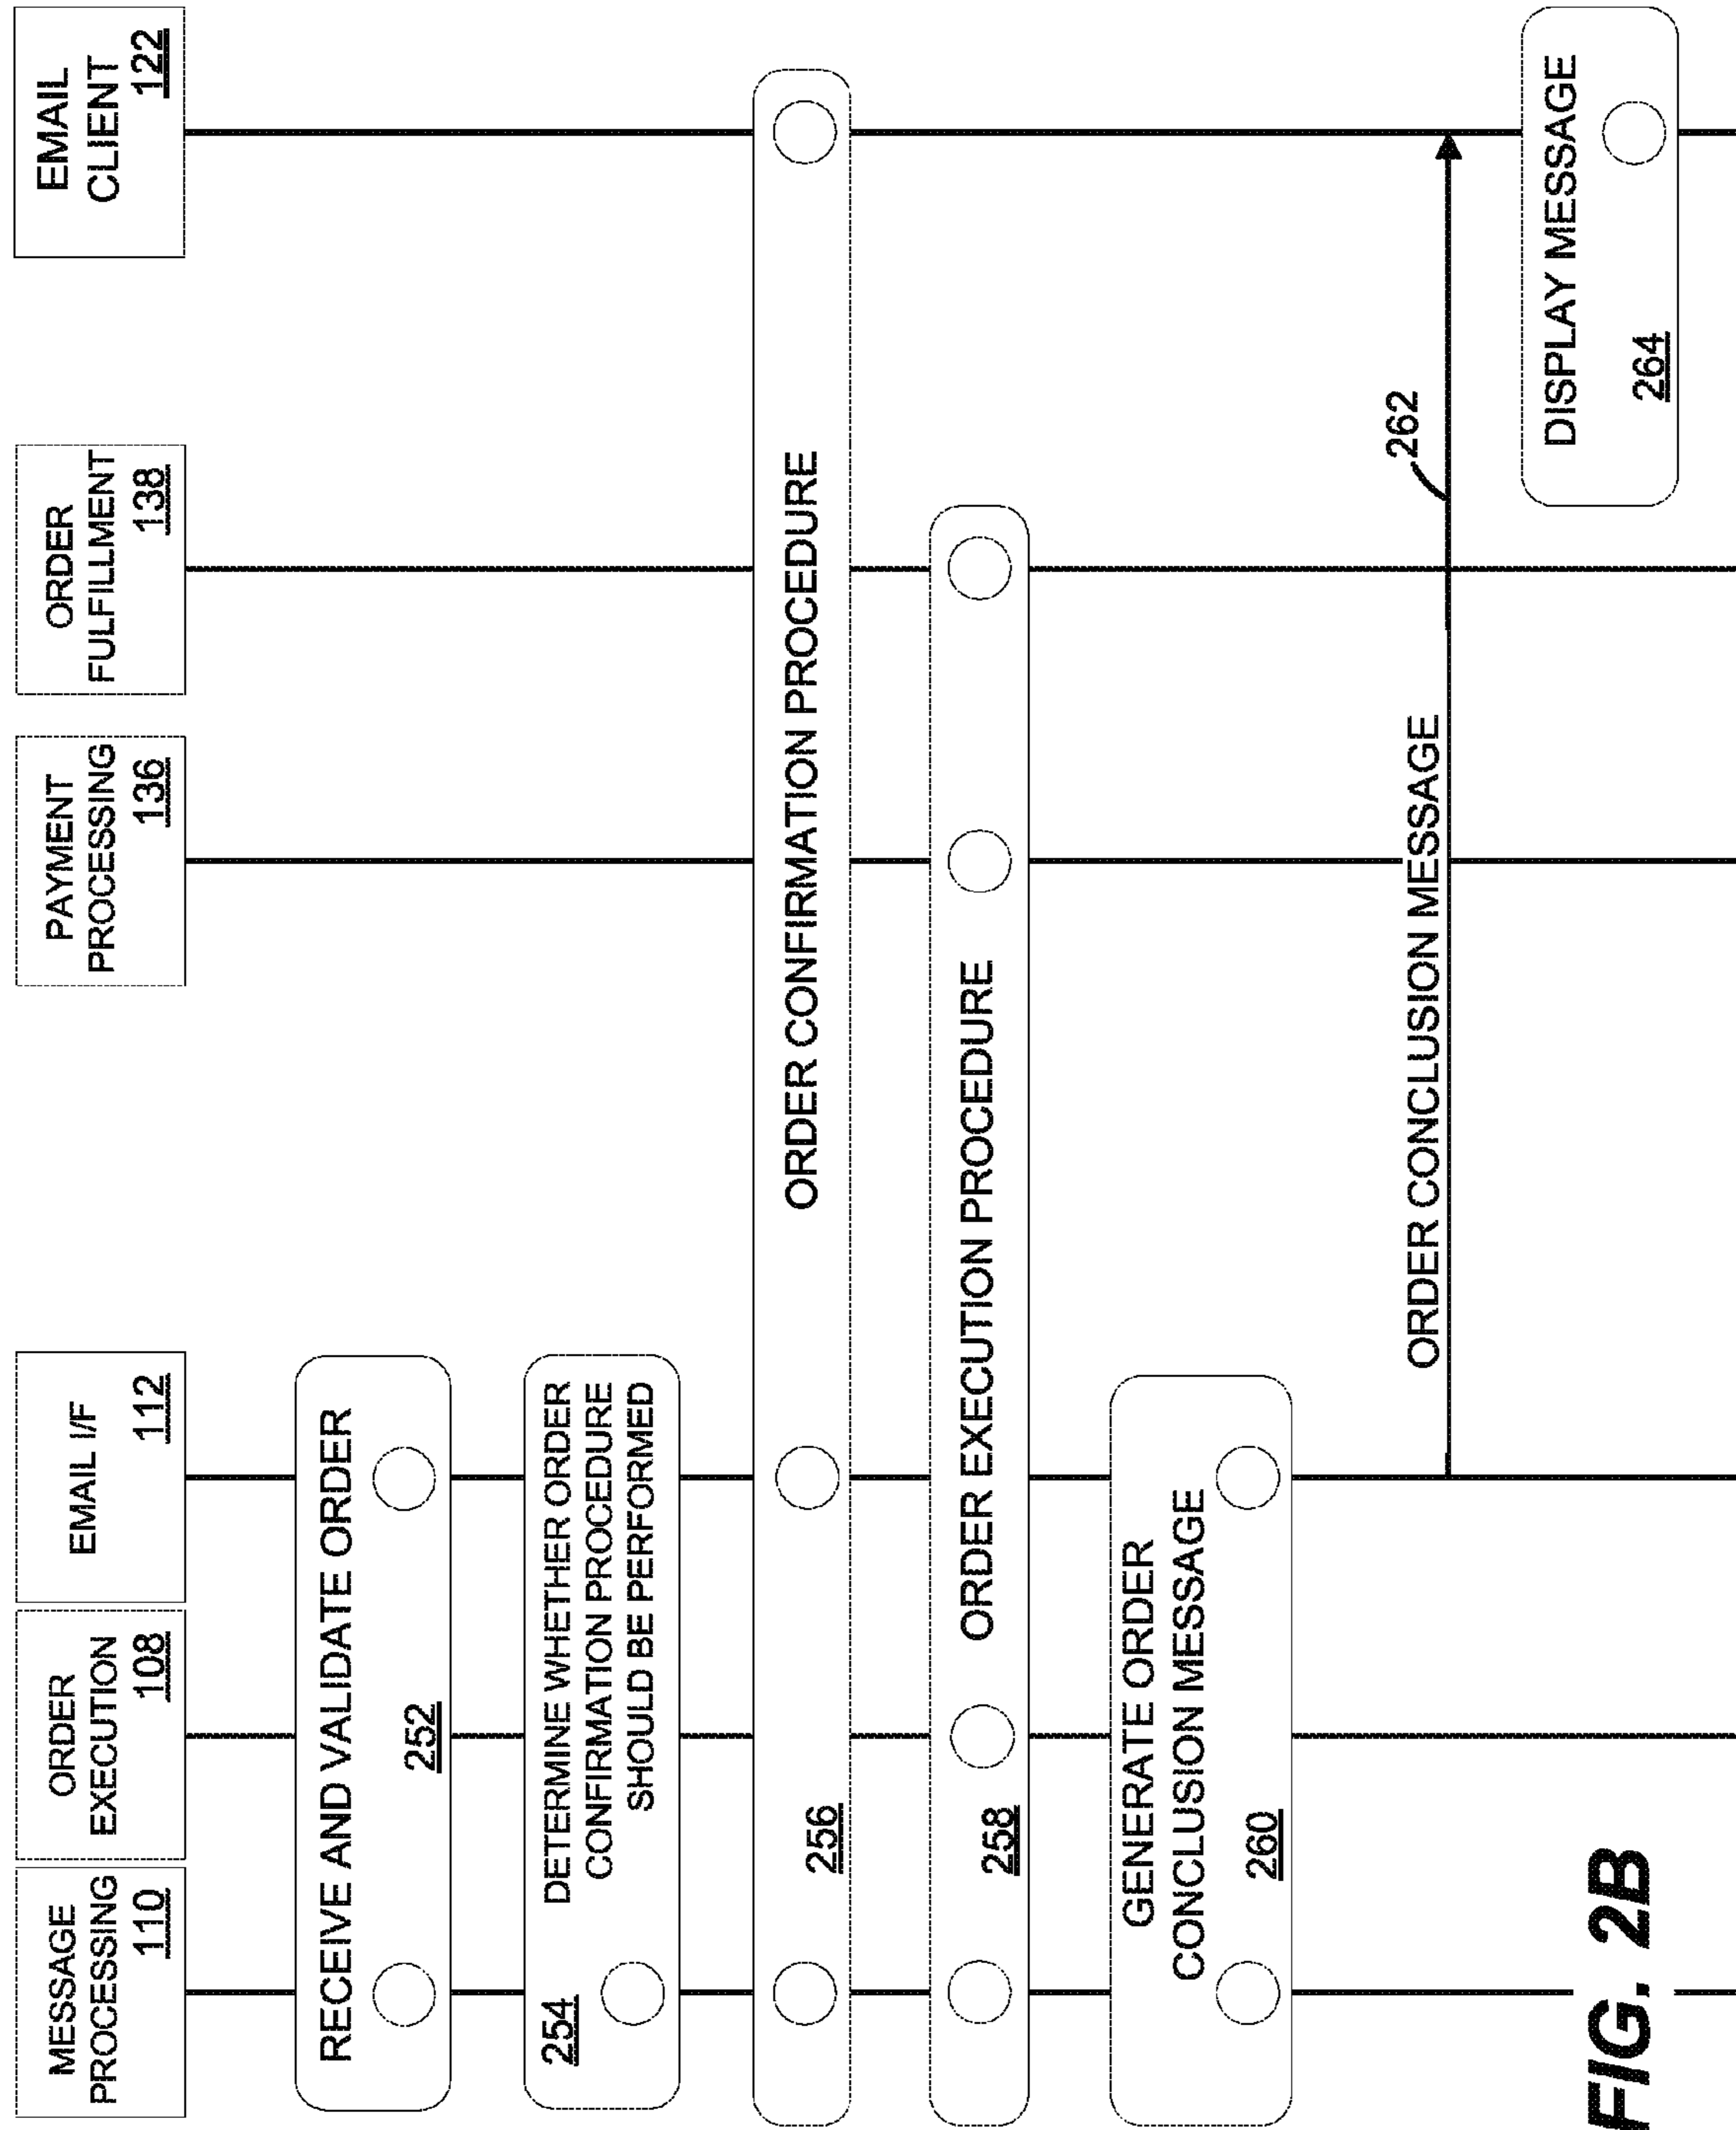 MESSAGE
PROCESSING
110
ORDER
EXECUTION
108
EMAIL I/F
112
PAYMENT
PROCESSING
136
ORDER
FULFILLMENT
138
EMAIL
CLIENT
122
RECEIVE AND VALIDATE ORDER
252
254
DETERMINE WHETHER ORDER
CONFIRMATION PROCEDURE
SHOULD BE PERFORMED
ORDER CONFIRMATION PROCEDURE
256
ORDER EXECUTION PROCEDURE
258
GENERATE ORDER
CONCLUSION MESSAGE
260
262
ORDER CONCLUSION MESSAGE
DISPLAY MESSAGE
264
FIG. 2B